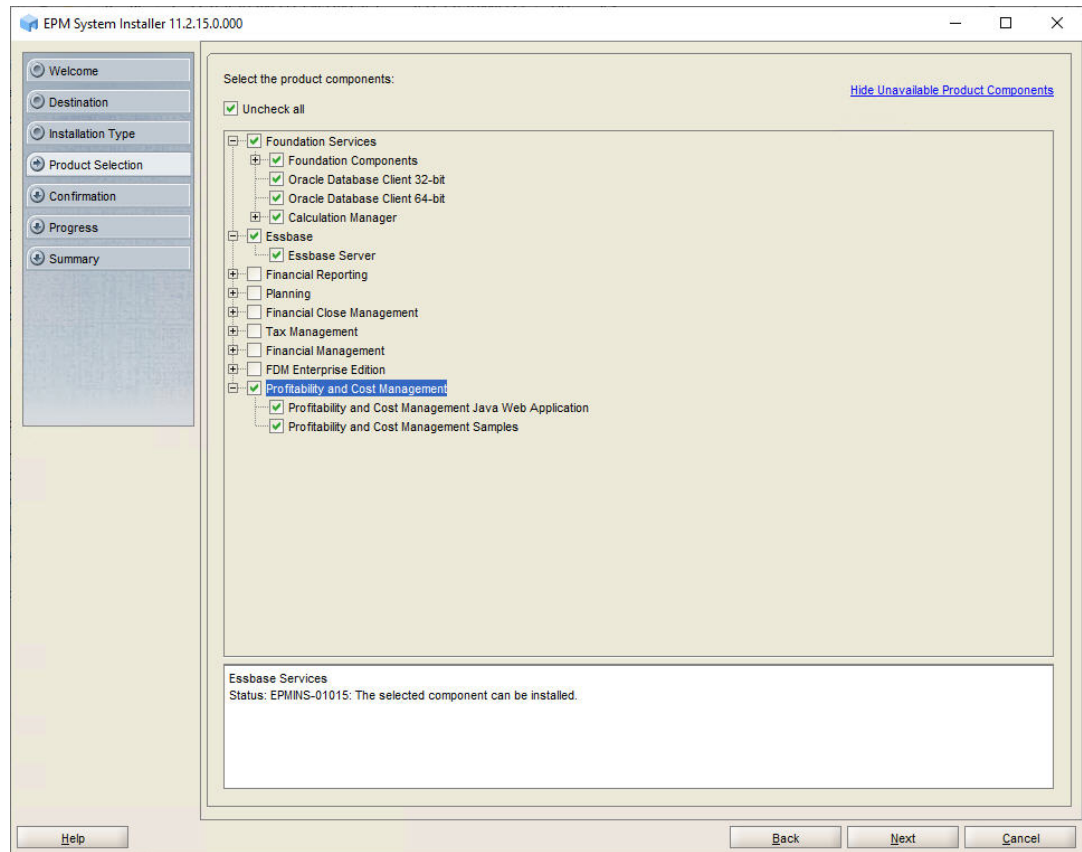 EPM System Installer 11.2.15.0.000
Welcome
Destination
Installation Type
Product Selection
Confirmation
Progress
Summary
Select the product components:
Hide Unavailable Product Components
Uncheck all
Foundation Services
Foundation Components
Oracle Database Client 32-bit
Oracle Database Client 64-bit
Calculation Manager
Essbase
Essbase Server
Financial Reporting
Planning
Financial Close Management
Tax Management
Financial Management
FDM Enterprise Edition
Profitability and Cost Management
Profitability and Cost Management Java Web Application
Profitability and Cost Management Samples
Essbase Services
Status: EPMINS-01015: The selected component can be installed.
Help
Back
Next
Cancel